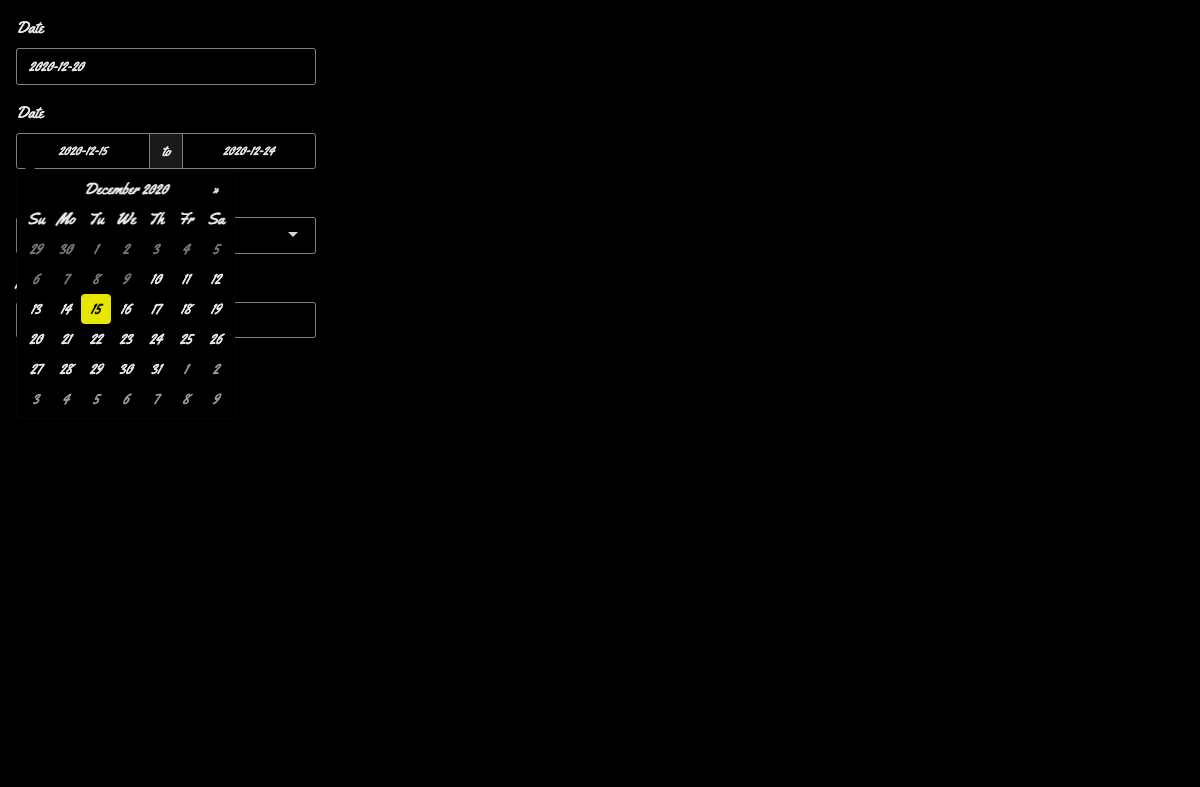 Date
2020-12-20
Date
2020-12-15 to 2020-12-24
December 2020 »
Su Mo Tu We Th Fr Sa
29 30 1 2 3 4 5
6 7 8 9 10 11 12
13 14 15 16 17 18 19
20 21 22 23 24 25 26
27 28 29 30 31 1 2
3 4 5 6 7 8 9